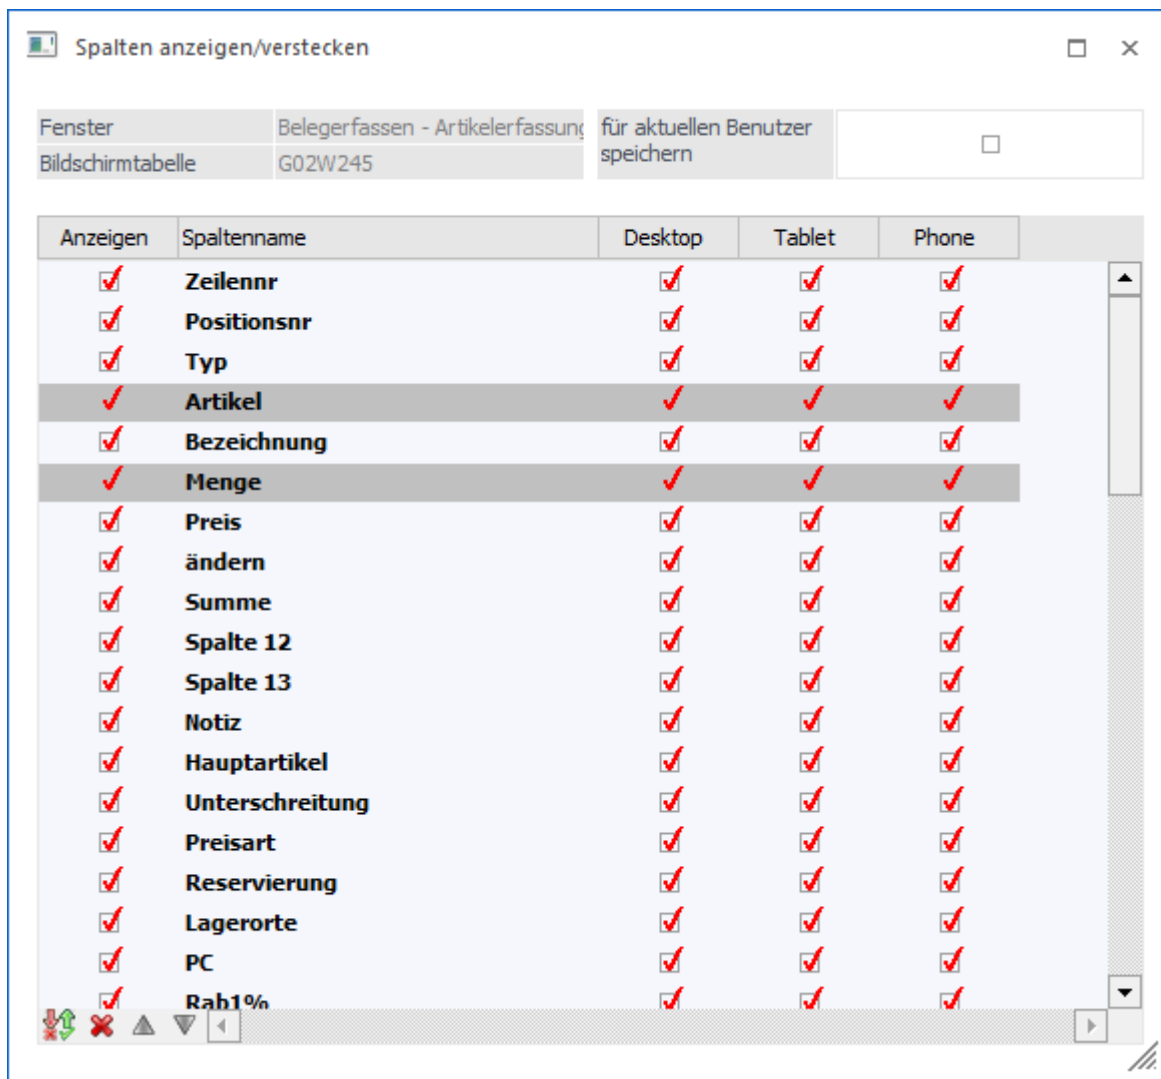 Spalten anzeigen/verstecken
Fenster Belegerfassen - Artikelerfassung für aktuellen Benutzer speichern
Bildschirmtabelle G02W245
Anzeigen Spaltenname Desktop Tablet Phone
Zeilennr
Positionsnr
Typ
Artikel
Bezeichnung
Menge
Preis
ändern
Summe
Spalte 12
Spalte 13
Notiz
Hauptartikel
Unterschreitung
Preisart
Reservierung
Lagerorte
PC
Rab1%